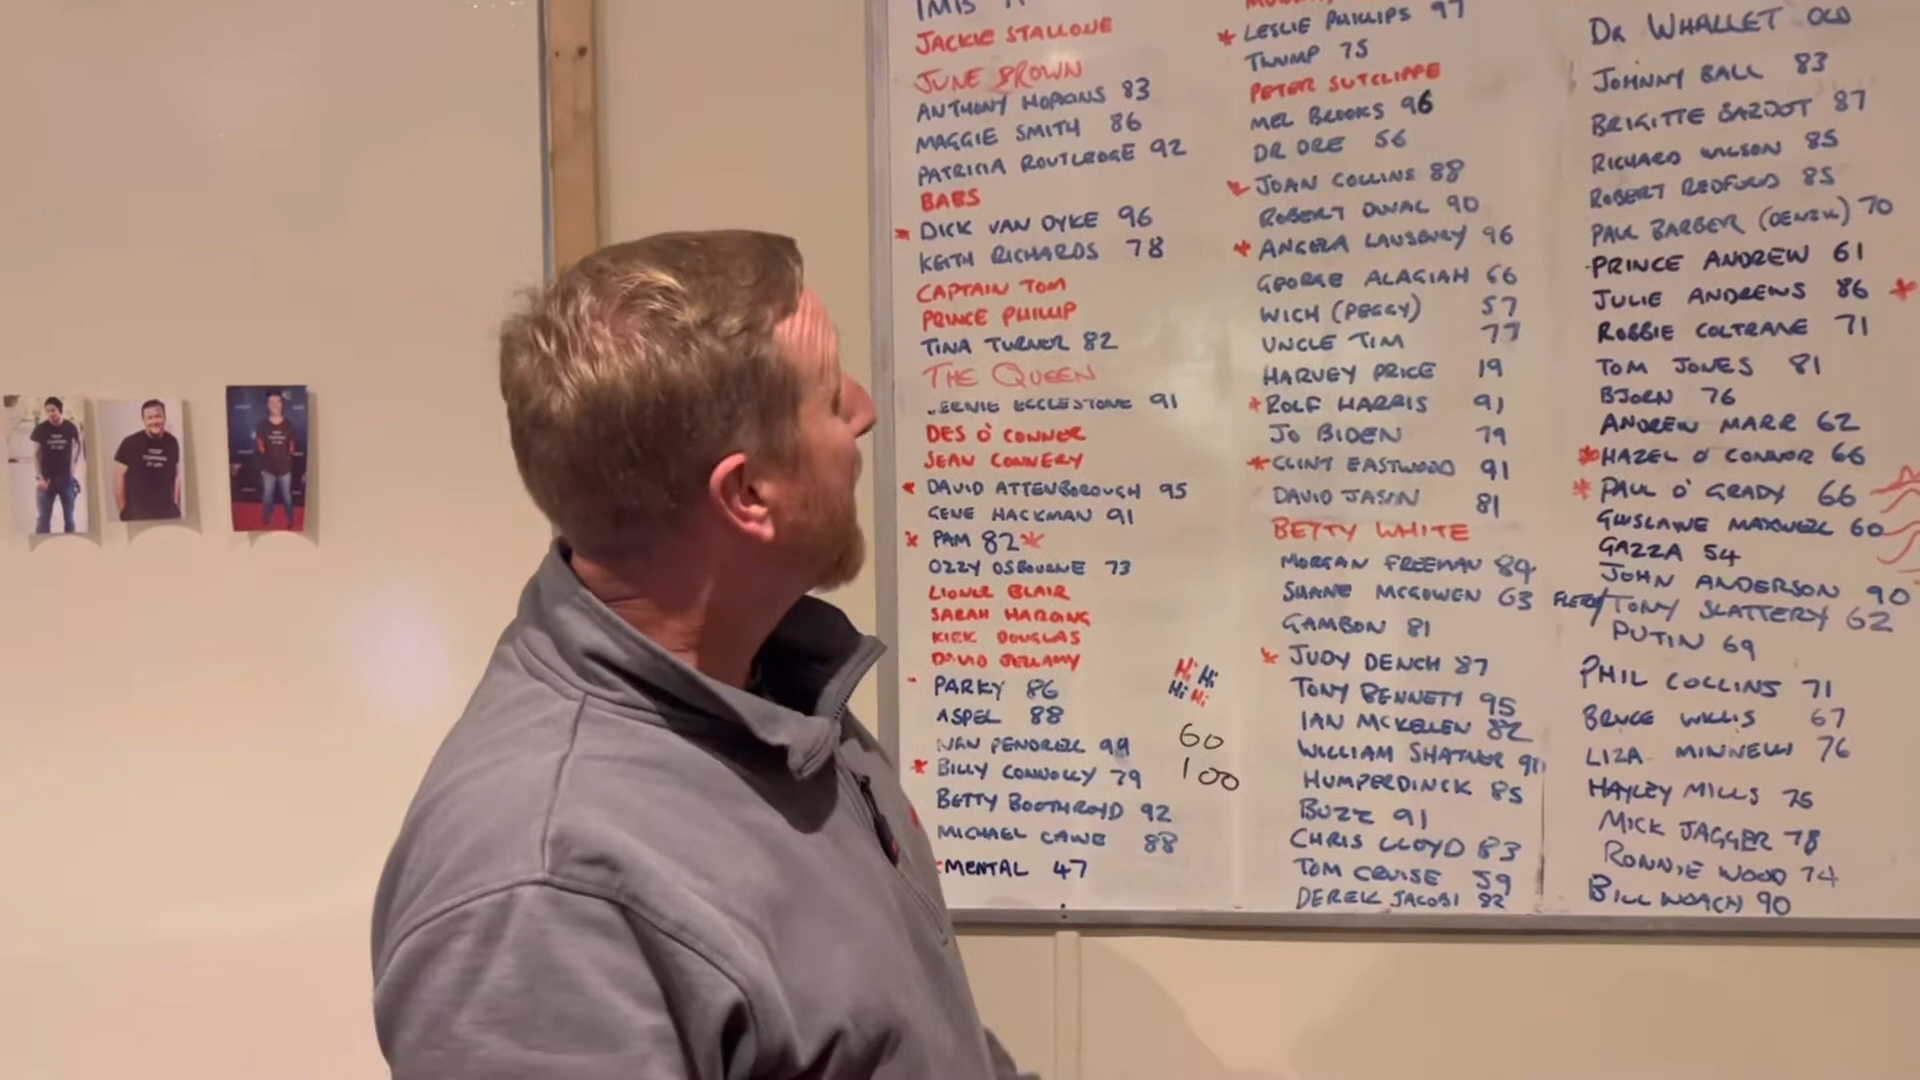 JACKIE STALLONE
JUNE BROWN
ANTHONY HOPKINS 83
MAGGIE SMITH 86
PATRICIA ROUTLEDGE 92
BABS
* DICK VAN DYKE 96
KEITH RICHARDS 78
CAPTAIN TOM
PRINCE PHILLIP
TINA TURNER 82
THE QUEEN
BERNIE ECCLESTONE 91
DES O'CONNOR
SEAN CONNERY
DAVID ATTENBOROUGH 95
GENE HACKMAN 91
* PAM 82 *
OZZY OSBOURNE 73
LIONEL BLAIR
SARAH HARDING
KIRK DOUGLAS
DAVID BELLAMY
PARKY 86
ASPEL 88
99
* BILLY CONNOLLY 79
BETTY BOOTHROYD 92
MICHAEL CAINE 88
MENTAL 47
Hi Hi
Hi Hi
60
100
* LESLIE PHILLIPS 97
TRUMP 75
PETER SUTCLIFFE
MEL BROOKS 96
DR DRE 56
JOAN COLLINS 88
ROBERT DUVAL 90
* ANGELA LANSBURY 96
GEORGE ALAGIAH 66
WICH (PEGGY) 57
UNCLE TIM 77
HARVEY PRICE 19
* ROLF HARRIS 91
JO BIDEN 79
* CLINT EASTWOOD 91
DAVID JASON 81
BETTY WHITE
MORGAN FREEMAN 84
SHANE MCGOWEN 63
GAMBON 81
* JUDY DENCH 87
TONY BENNETT 95
IAN MCKELLEN 82
WILLIAM SHATNER 91
HUMPERDINCK 85
BUZZ 91
CHRIS LLOYD 83
TOM CRUISE 59
DEREK JACOBI 82
DR WHALLET OLD
JOHNNY BALL 83
BRIGITTE BARDOT 87
RICHARD WILSON 85
ROBERT REDFORD 85
PAUL BARBER (DENZIL) 70
PRINCE ANDREW 61
JULIE ANDREWS 86 *
ROBBIE COLTRANE 71
TOM JONES 81
BJORN 76
ANDREW MARR 62
* HAZEL O'CONNOR 66
* PAUL O'GRADY 66
GHISLAINE MAXWELL 60
GAZZA 54
JOHN ANDERSON 90
TONY SLATTERY 62
PUTIN 69
PHIL COLLINS 71
BRUCE WILLIS 67
LIZA MINNELLI 76
HAYLEY MILLS 75
MICK JAGGER 78
RONNIE WOOD 74
BILL ROACH 90